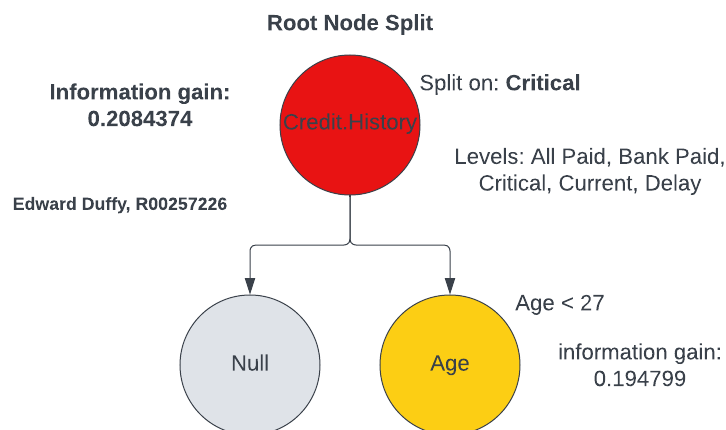 Root Node Split
Information gain:
0.2084374
Split on: Critical
Credit.History
Levels: All Paid, Bank Paid,
Critical, Current, Delay
Edward Duffy, R00257226
Null
Age
Age < 27
information gain:
0.194799